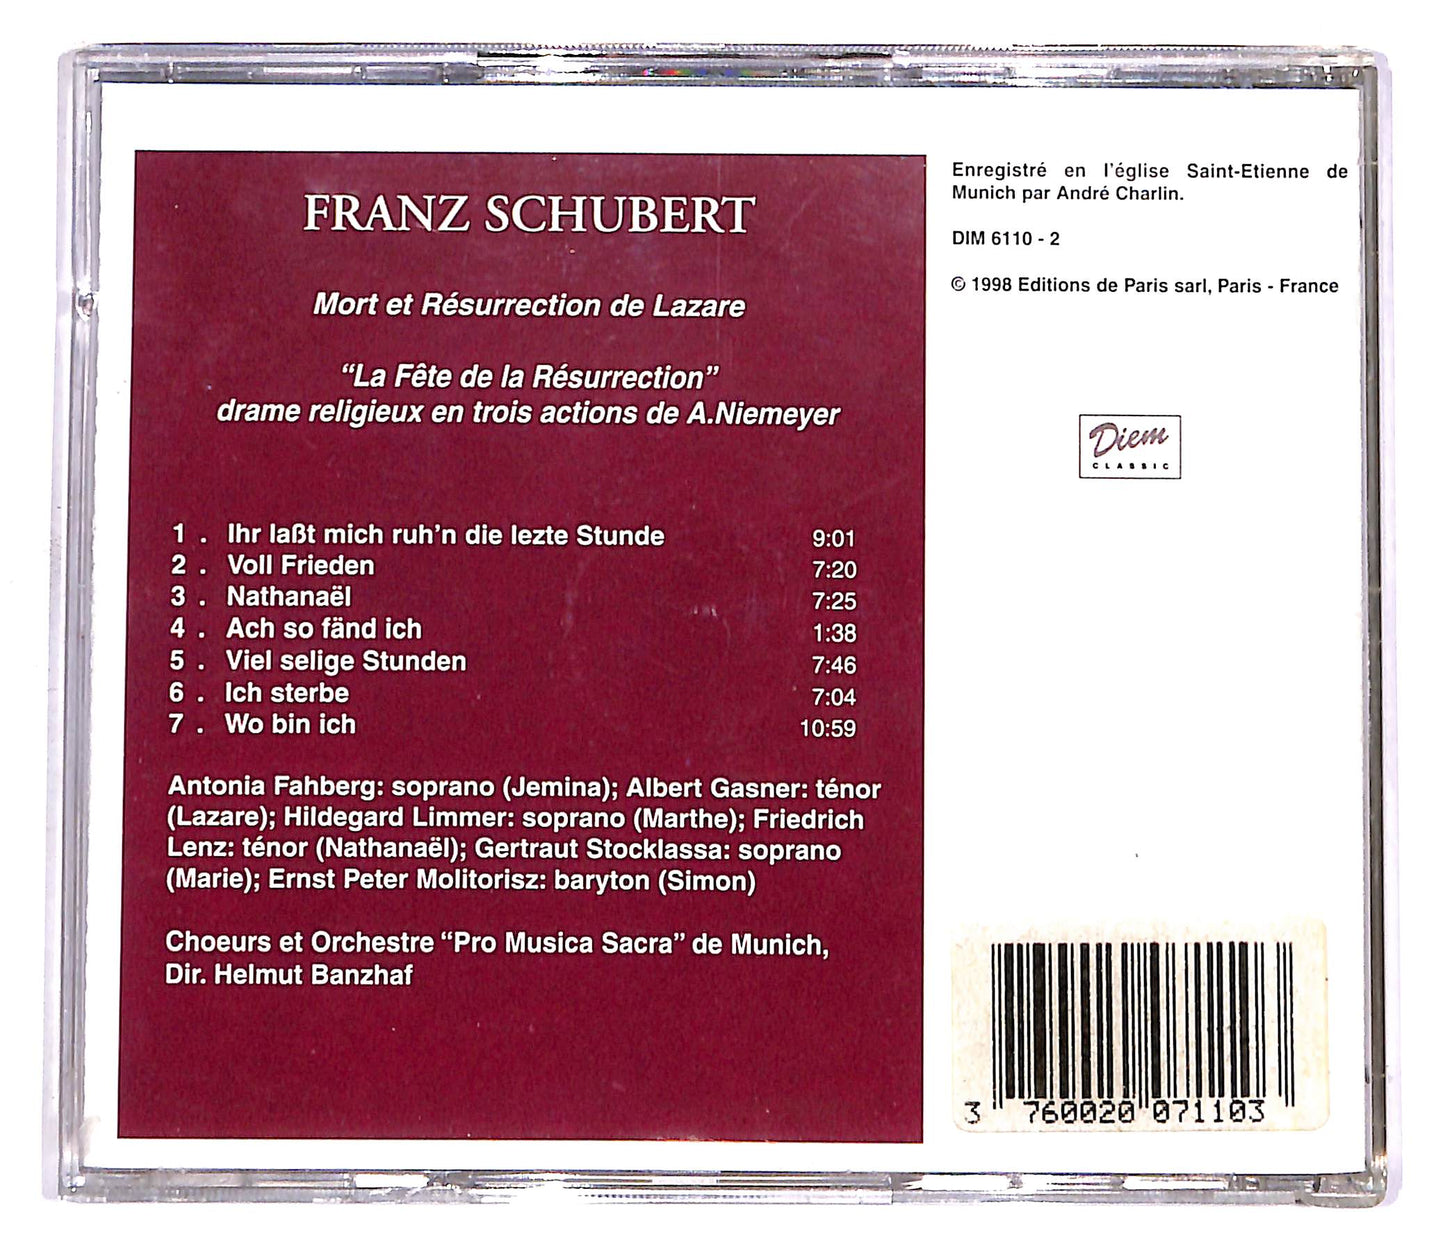 FRANZ SCHUBERT
Mort et Résurrection de Lazare
“La Fête de la Résurrection”
drame religieux en trois actions de A.Niemeyer
1 . Ihr laßt mich ruh'n die lezte Stunde 9:01
2 . Voll Frieden 7:20
3 . Nathanaël 7:25
4 . Ach so fänd ich 1:38
5 . Viel selige Stunden 7:46
6 . Ich sterbe 7:04
7 . Wo bin ich 10:59
Antonia Fahberg: soprano (Jemina); Albert Gasner: ténor
(Lazare); Hildegard Limmer: soprano (Marthe); Friedrich
Lenz: ténor (Nathanaël); Gertraut Stocklassa: soprano
(Marie); Ernst Peter Molitorisz: baryton (Simon)
Choeurs et Orchestre “Pro Musica Sacra” de Munich,
Dir. Helmut Banzhaf
Enregistré en l'église Saint-Etienne de
Munich par André Charlin.
DIM 6110 - 2
© 1998 Editions de Paris sarl, Paris - France
Diem
CLASSIC
3 760020 071103